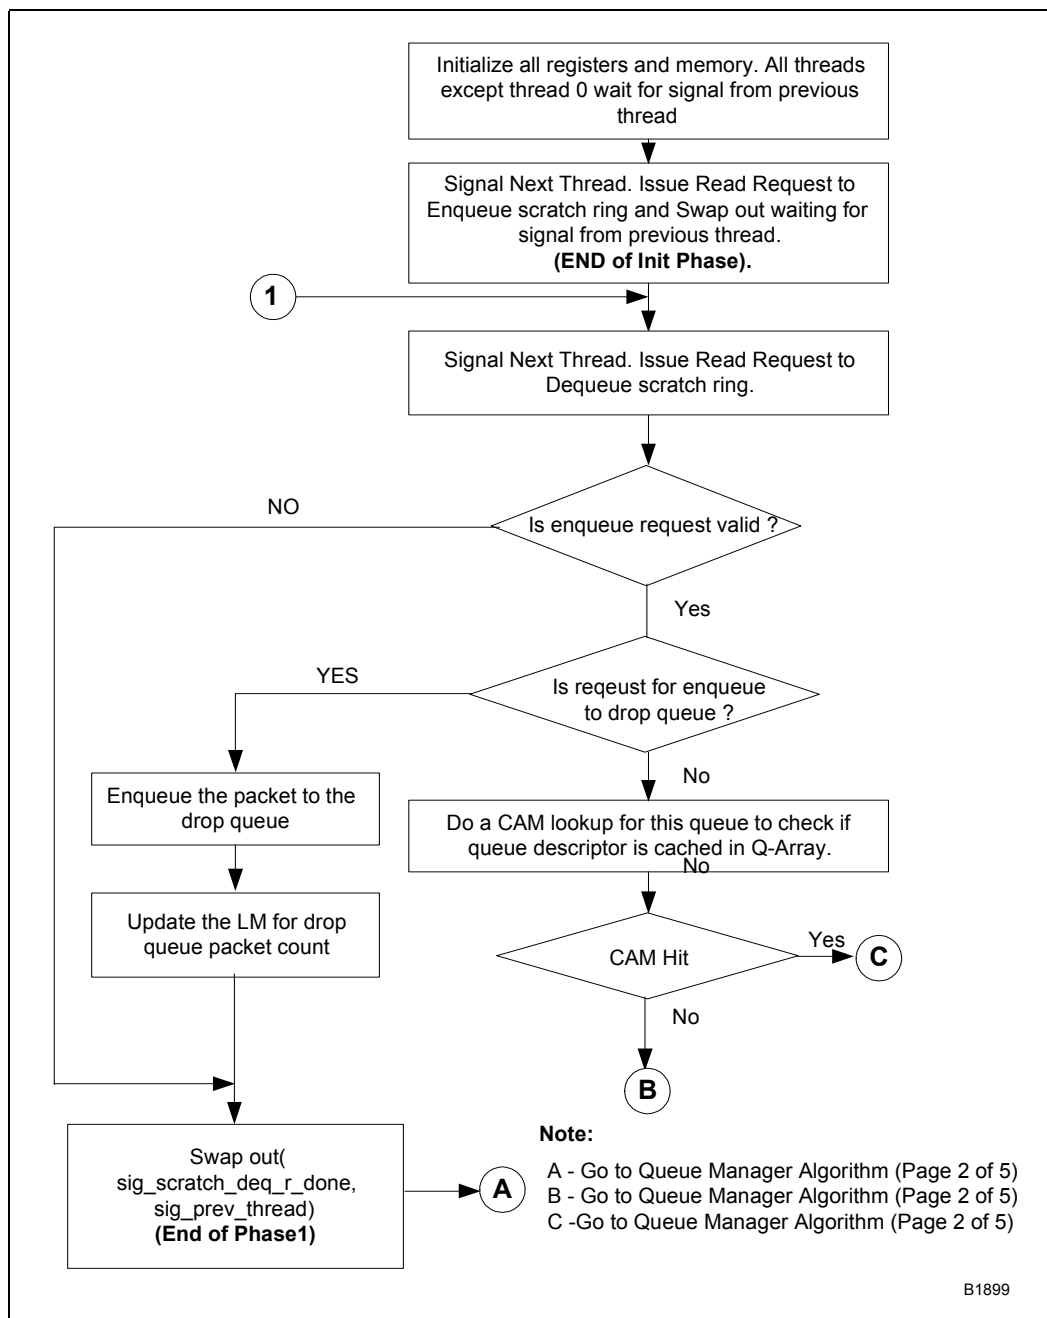 Initialize all registers and memory. All threads
except thread 0 wait for signal from previous
thread
Signal Next Thread. Issue Read Request to
Enqueue scratch ring and Swap out waiting for
signal from previous thread.
(END of Init Phase).
1
Signal Next Thread. Issue Read Request to
Dequeue scratch ring.
NO
Is enqueue request valid ?
Yes
YES
Is reqeust for enqueue
to drop queue ?
No
Enqueue the packet to the
drop queue
Do a CAM lookup for this queue to check if
queue descriptor is cached in Q-Array.
No
Update the LM for drop
queue packet count
CAM Hit
Yes
C
No
B
Swap out(
sig_scratch_deq_r_done,
sig_prev_thread)
(End of Phase1)
A
Note:
A - Go to Queue Manager Algorithm (Page 2 of 5)
B - Go to Queue Manager Algorithm (Page 2 of 5)
C -Go to Queue Manager Algorithm (Page 2 of 5)
B1899